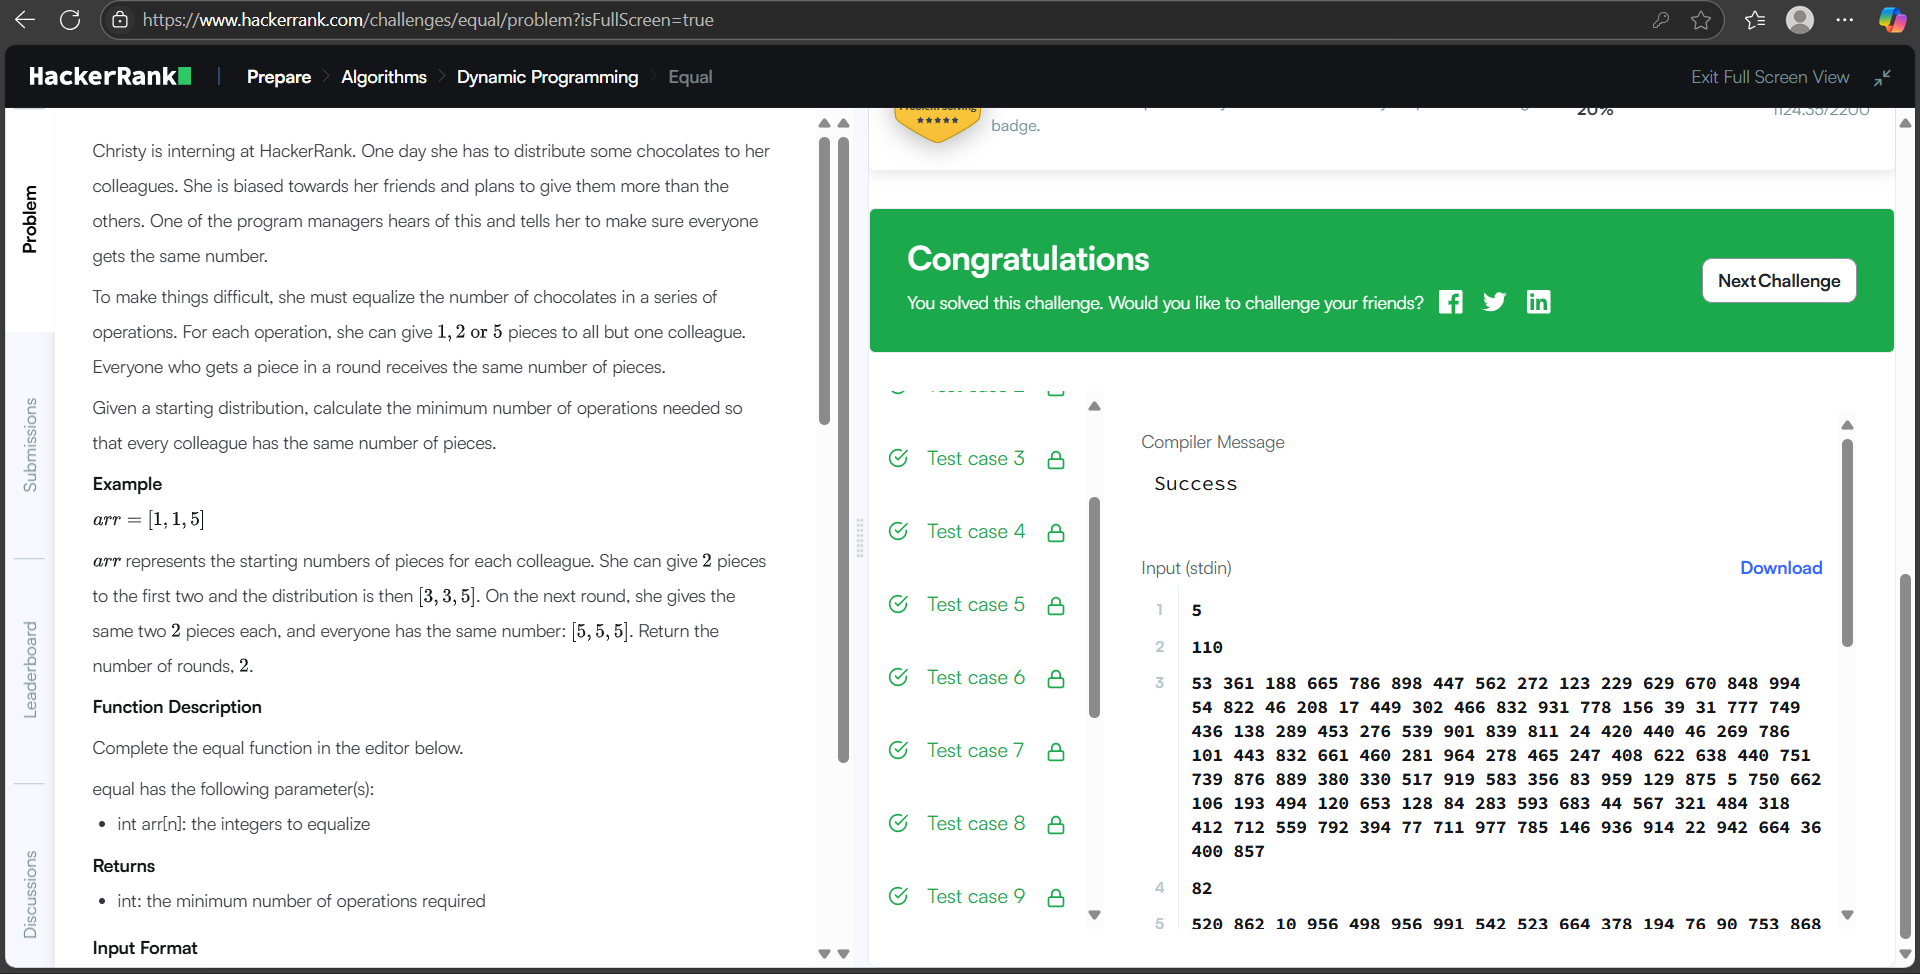 https://www.hackerrank.com/challenges/equal/problem?isFullScreen=true
HackerRank
Prepare
Algorithms
Dynamic Programming
Equal
Exit Full Screen View
Problem
Submissions
Leaderboard
Discussions
Christy is interning at HackerRank. One day she has to distribute some chocolates to her
colleagues. She is biased towards her friends and plans to give them more than the
others. One of the program managers hears of this and tells her to make sure everyone
gets the same number.
To make things difficult, she must equalize the number of chocolates in a series of
operations. For each operation, she can give 1, 2 or 5 pieces to all but one colleague.
Everyone who gets a piece in a round receives the same number of pieces.
Given a starting distribution, calculate the minimum number of operations needed so
that every colleague has the same number of pieces.
Example
arr = [1, 1, 5]
arr represents the starting numbers of pieces for each colleague. She can give 2 pieces
to the first two and the distribution is then [3, 3, 5]. On the next round, she gives the
same two 2 pieces each, and everyone has the same number: [5, 5, 5]. Return the
number of rounds, 2.
Function Description
Complete the equal function in the editor below.
equal has the following parameter(s):
• int arr[n]: the integers to equalize
Returns
• int: the minimum number of operations required
Input Format
badge.
20%
1124.35/2200
Congratulations
You solved this challenge. Would you like to challenge your friends?
Next Challenge
Test case 3
Test case 4
Test case 5
Test case 6
Test case 7
Test case 8
Test case 9
Compiler Message
Success
Input (stdin)
Download
1 5
2 110
3 53 361 188 665 786 898 447 562 272 123 229 629 670 848 994
54 822 46 208 17 449 302 466 832 931 778 156 39 31 777 749
436 138 289 453 276 539 901 839 811 24 420 440 46 269 786
101 443 832 661 460 281 964 278 465 247 408 622 638 440 751
739 876 889 380 330 517 919 583 356 83 959 129 875 5 750 662
106 193 494 120 653 128 84 283 593 683 44 567 321 484 318
412 712 559 792 394 77 711 977 785 146 936 914 22 942 664 36
400 857
4 82
5 520 862 10 956 498 956 991 542 523 664 378 194 76 90 753 868